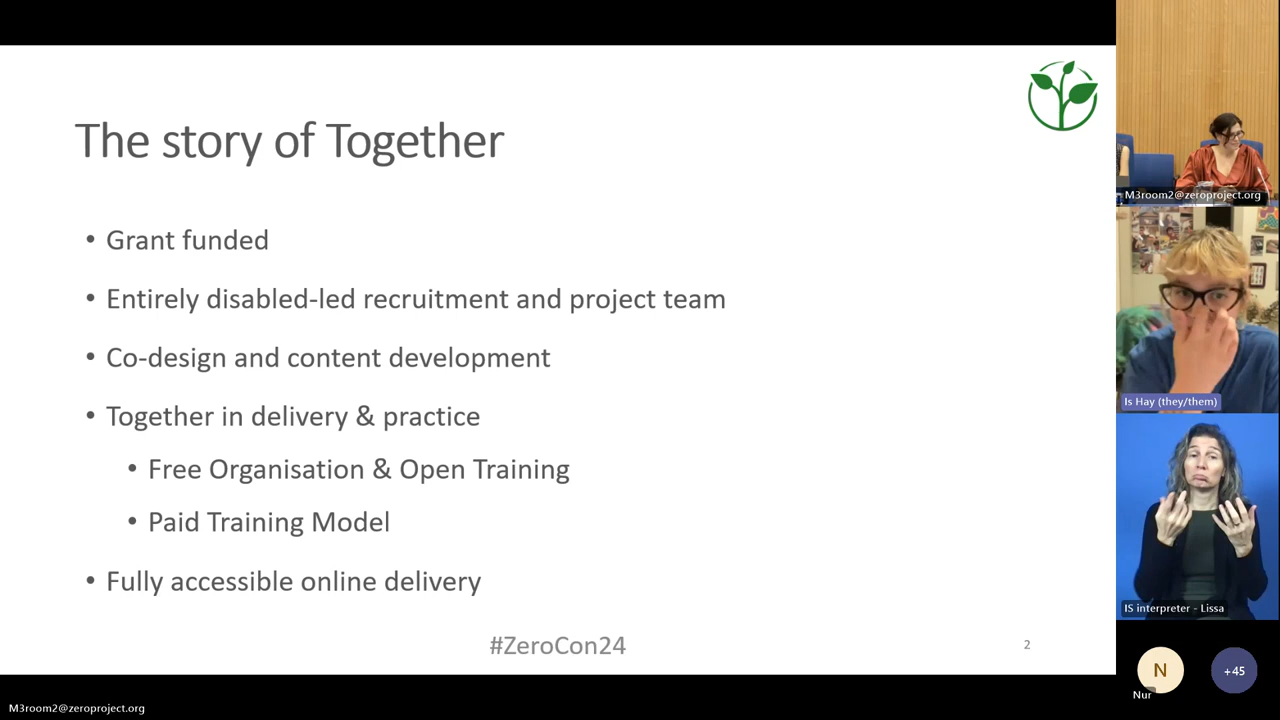 The story of Together
• Grant funded
• Entirely disabled-led recruitment and project team
• Co-design and content development
• Together in delivery & practice
• Free Organisation & Open Training
• Paid Training Model
• Fully accessible online delivery
#ZeroCon24
2
M3room2@zeroproject.org
Is Hay (they/them)
IS interpreter - Lissa
N
Nur
+45
M3room2@zeroproject.org